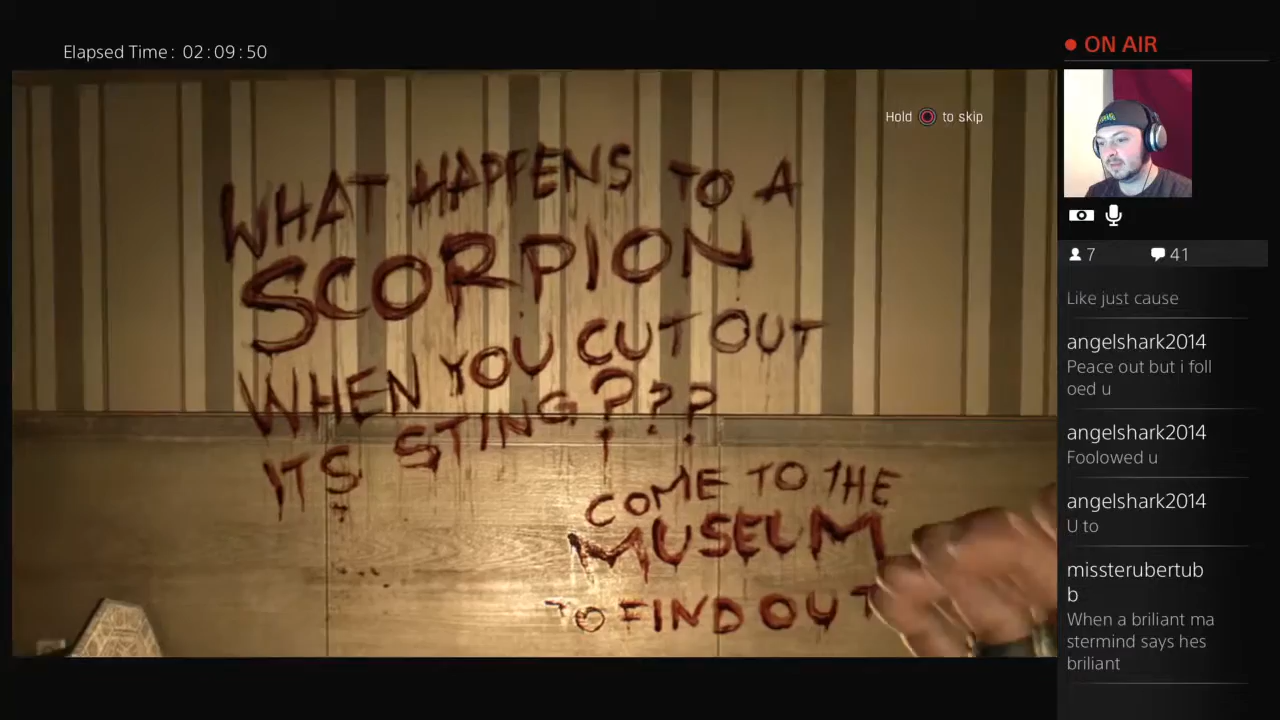 Elapsed Time: 02:09:50
ON AIR
Hold to skip
WHAT HAPPENS TO A
SCORPION
WHEN YOU CUT OUT
ITS STING???
COME TO THE
MUSEUM
TO FIND OUT
7
41
Like just cause
angelshark2014
Peace out but i foll
oed u
angelshark2014
Foolowed u
angelshark2014
U to
missterubertub
b
When a briliant ma
stermind says hes
briliant